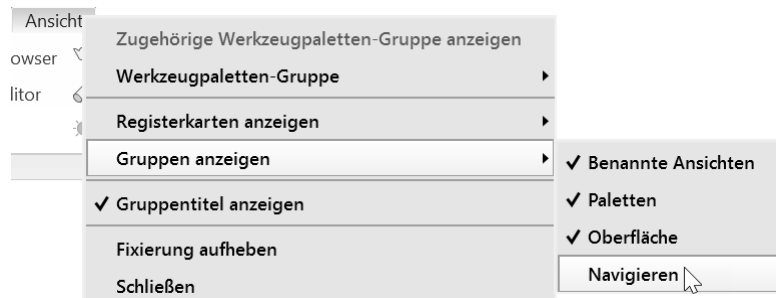 Ansicht
Zugehörige Werkzeugpaletten-Gruppe anzeigen
owser
Werkzeugpaletten-Gruppe
litor
Registerkarten anzeigen
Gruppen anzeigen
Benannte Ansichten
Paletten
Gruppentitel anzeigen
Oberfläche
Fixierung aufheben
Navigieren
Schließen